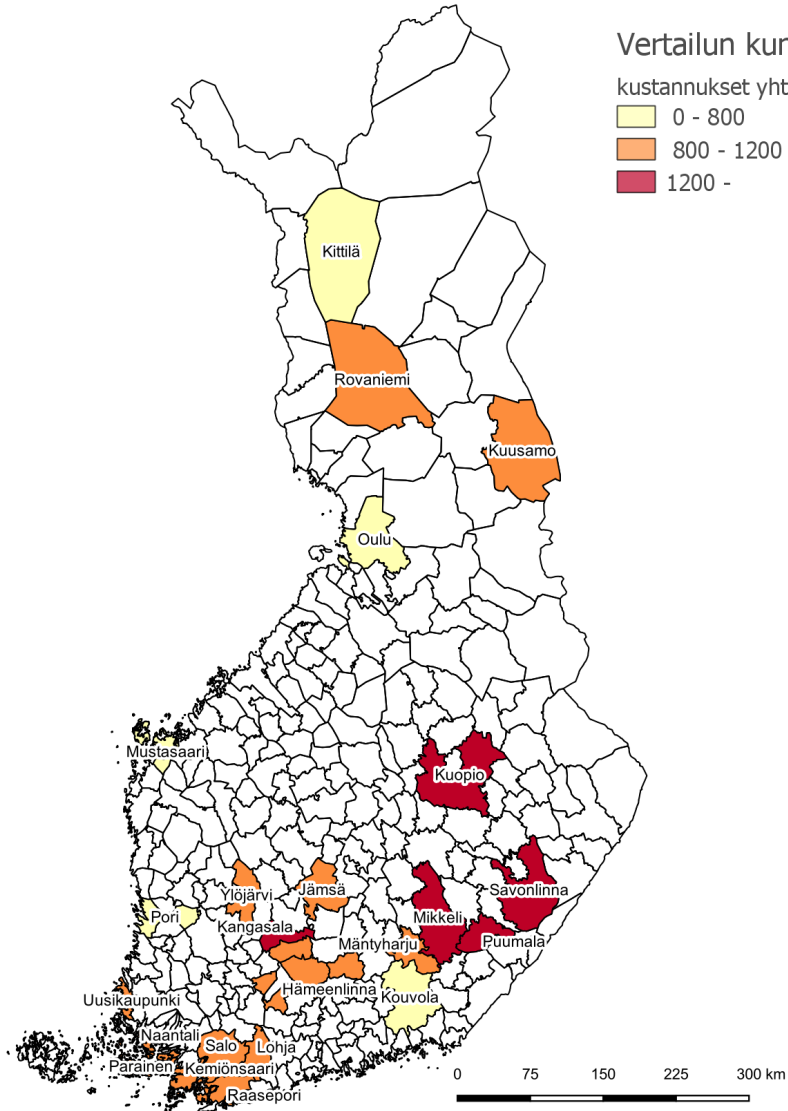 Vertailun kur
kustannukset yht
0 - 800
800 - 1200
1200 -
Kittilä
Rovaniemi
Kuusamo
Oulu
Mustasaari
Kuopio
Ylöjärvi
Jämsä
Savonlinna
Pori
Kangasala
Mikkeli
Mäntyharju
Puumala
Hämeenlinna
Kouvola
Uusikaupunki
Naantali
Salo
Lohja
Parainen
Kemiönsaari
Raasepori
0 75 150 225 300 km